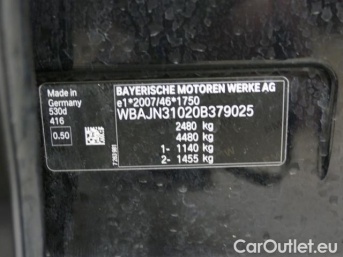 BAYERISCHE MOTOREN WERKE AG
e1*2007/46*1750
WBAJN31020B379025
2480 kg
4480 kg
1- 1140 kg
2- 1455 kg
Made in
Germany
530d
416
0.50
CarOutlet.eu